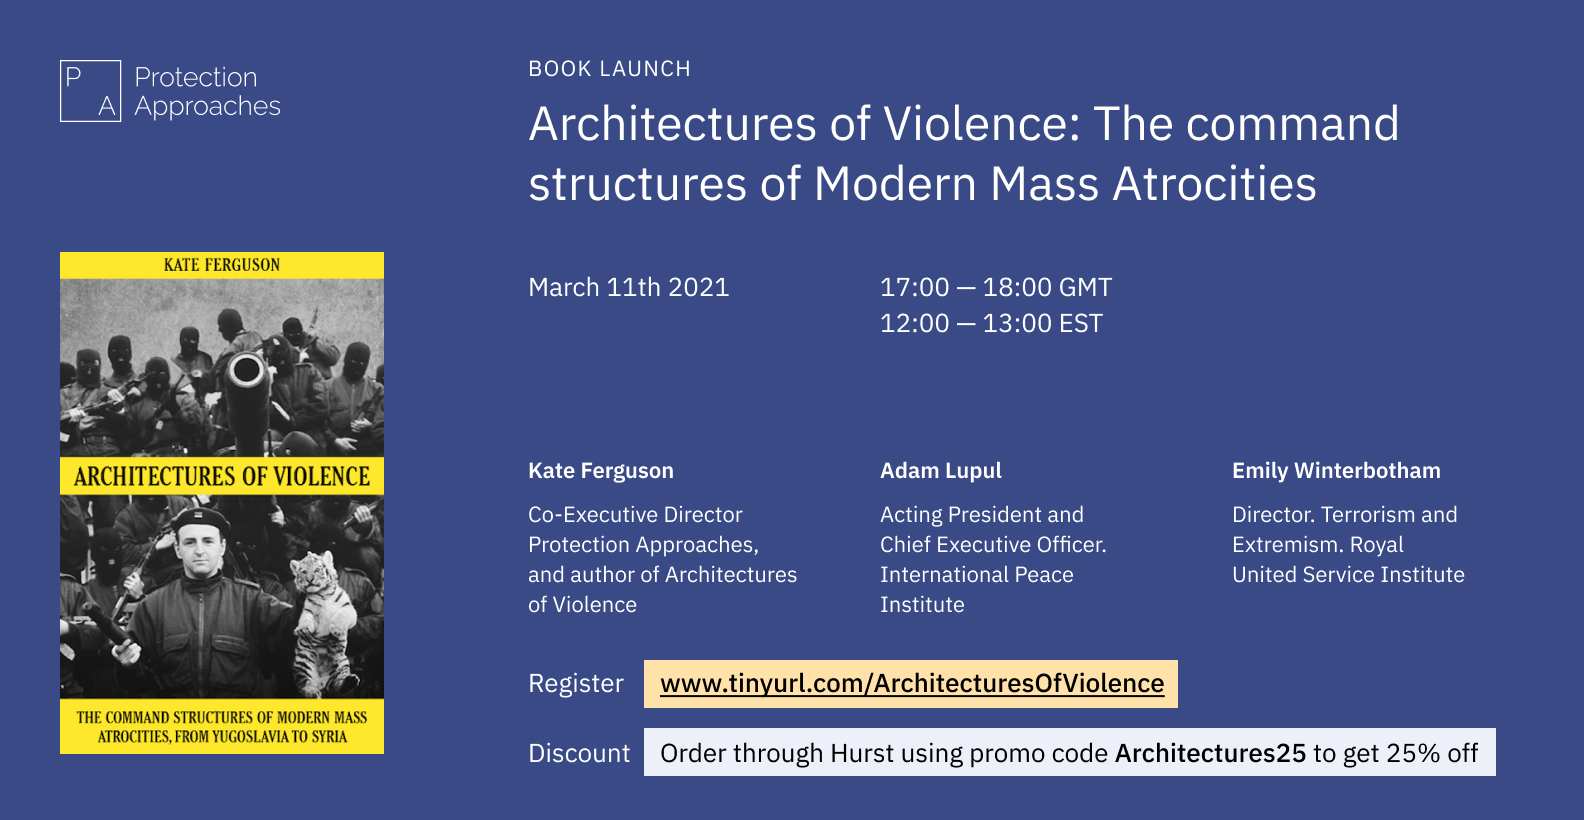 P
A
Protection
Approaches
BOOK LAUNCH
Architectures of Violence: The command
structures of Modern Mass Atrocities
KATE FERGUSON
ARCHITECTURES OF VIOLENCE
THE COMMAND STRUCTURES OF MODERN MASS
ATROCITIES, FROM YUGOSLAVIA TO SYRIA
March 11th 2021
17:00 — 18:00 GMT
12:00 — 13:00 EST
Kate Ferguson
Co-Executive Director
Protection Approaches,
and author of Architectures
of Violence
Adam Lupul
Acting President and
Chief Executive Officer.
International Peace
Institute
Emily Winterbotham
Director. Terrorism and
Extremism. Royal
United Service Institute
Register www.tinyurl.com/ArchitecturesOfViolence
Discount Order through Hurst using promo code Architectures25 to get 25% off